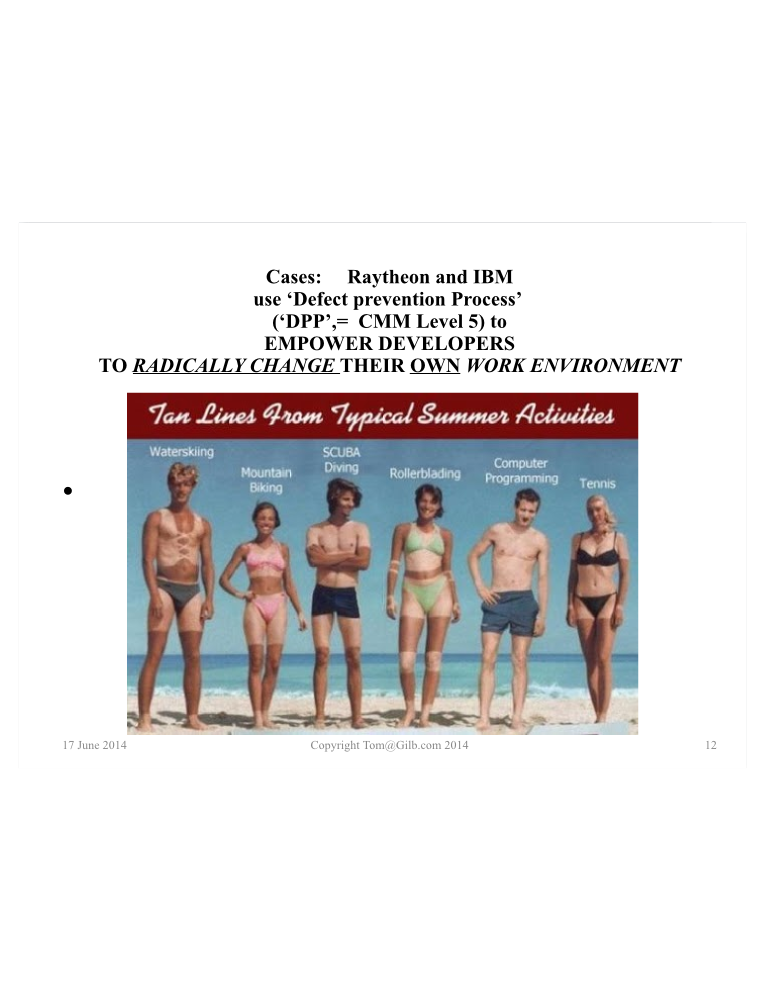 Cases: Raytheon and IBM
use ‘Defect prevention Process’
(‘DPP’,= CMM Level 5) to
EMPOWER DEVELOPERS
TO RADICALLY CHANGE THEIR OWN WORK ENVIRONMENT
Tan Lines From Typical Summer Activities
Waterskiing
Mountain
Biking
SCUBA
Diving
Rollerblading
Computer
Programming
Tennis
•
17 June 2014
Copyright Tom@Gilb.com 2014
12